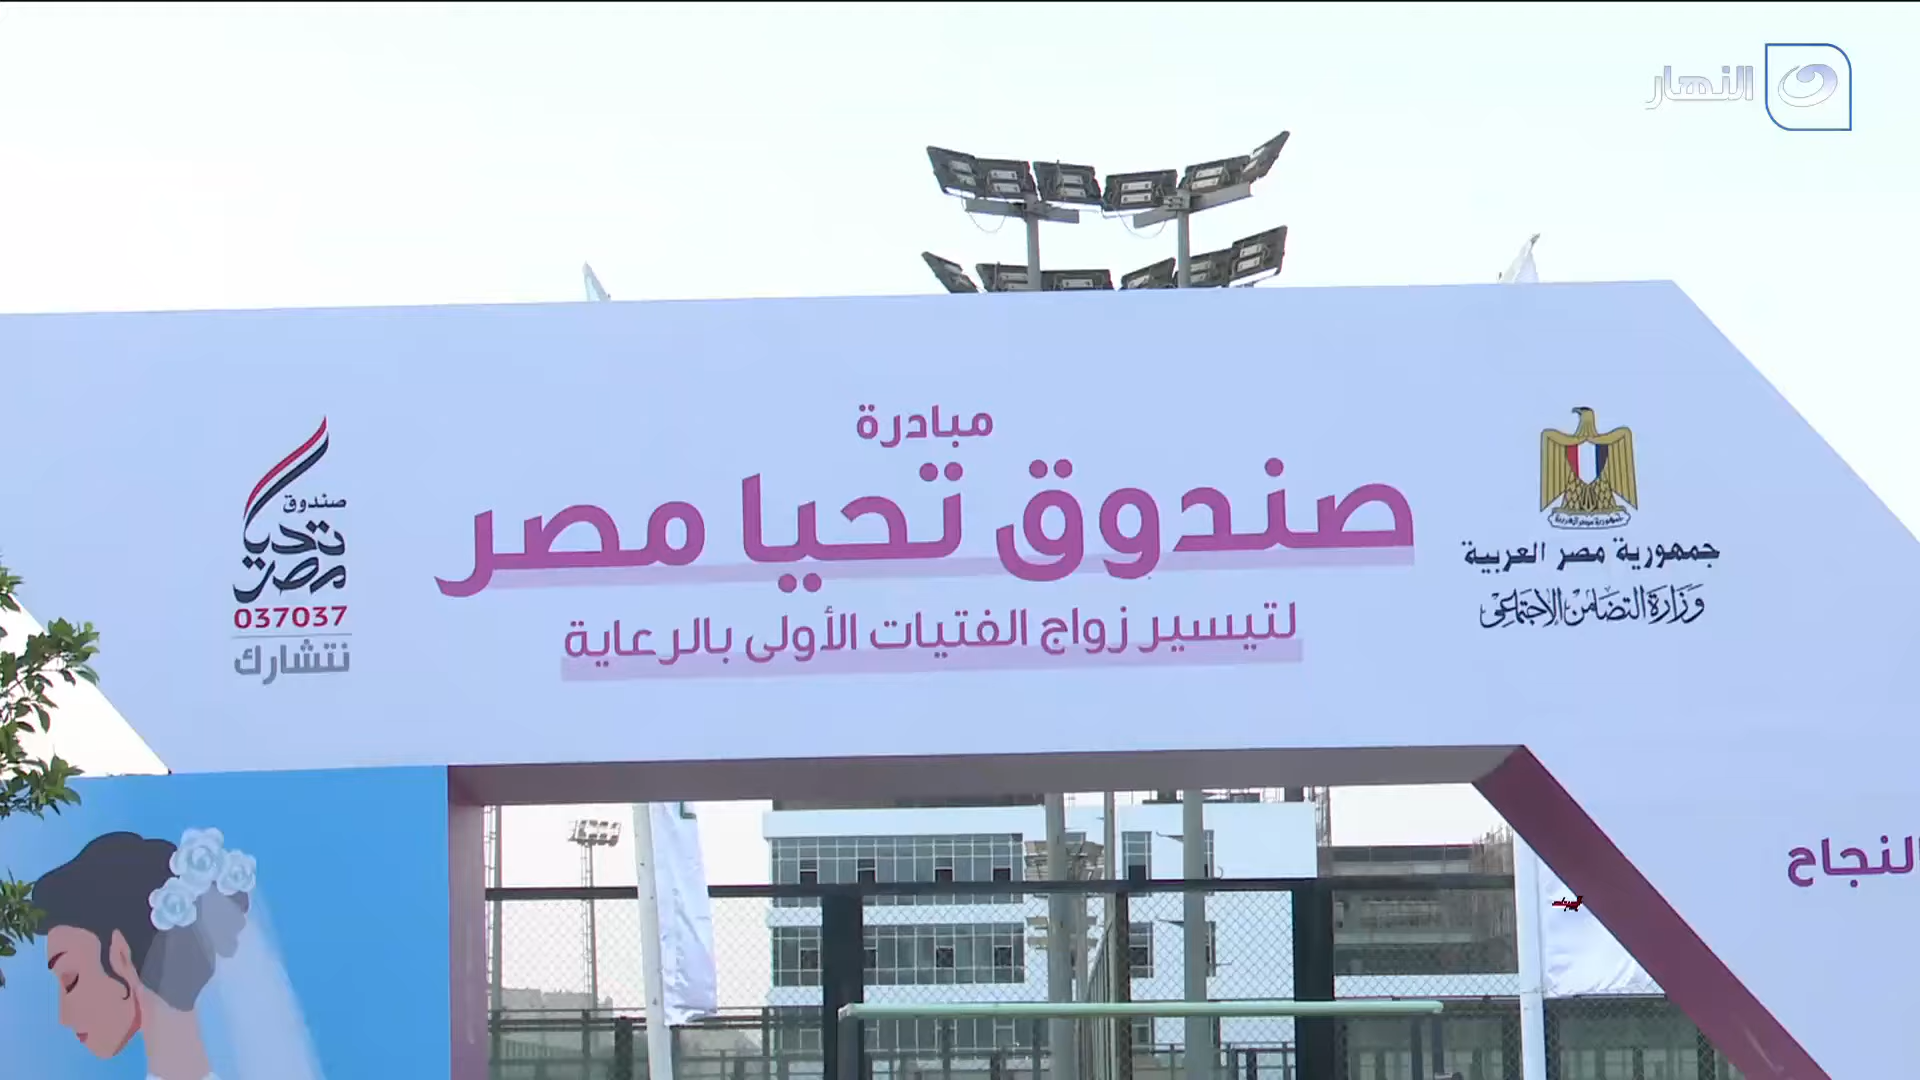 النهار
مبادرة
صندوق تحيا مصر
لتيسير زواج الفتيات الأولى بالرعاية
جمهورية مصر العربية
وزارة التضامن الاجتماعى
صندوق
تحيا
مصر
037037
نتشارك
النجاح